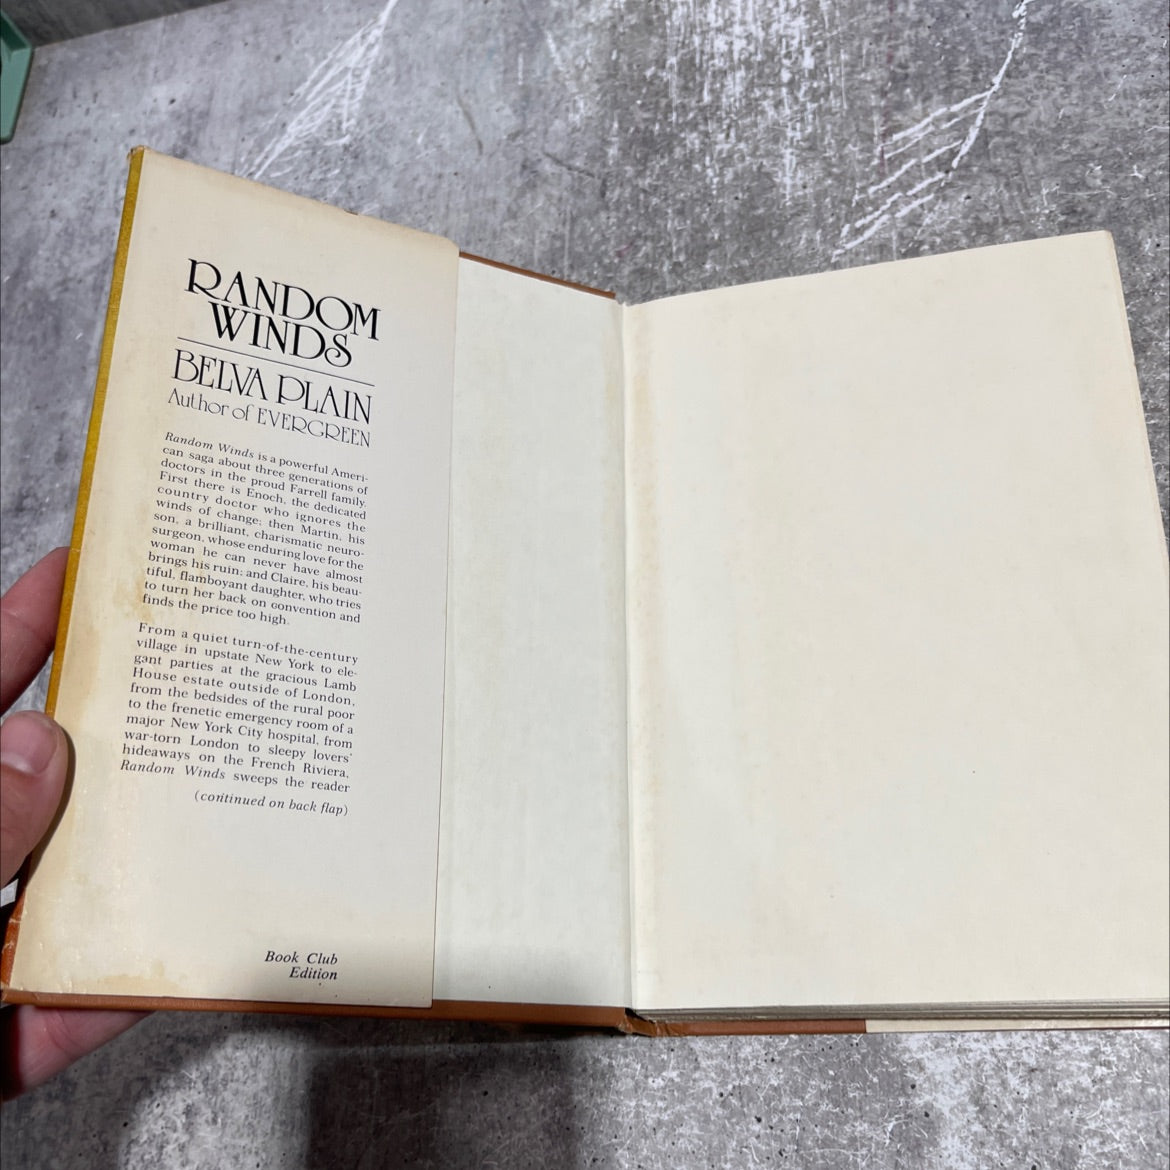 RANDOM
WINDS
BELVA PLAIN
Author of EVERGREEN
Random Winds is a powerful Ameri-
can saga about three generations of
doctors in the proud Farrell family.
First there is Enoch, the dedicated
country doctor who ignores the
winds of change; then Martin, his
son, a brilliant, charismatic neuro-
surgeon, whose enduring love for the
woman he can never have almost
brings his ruin; and Claire, his beau-
tiful, flamboyant daughter, who tries
to turn her back on convention and
finds the price too high.
From a quiet turn-of-the-century
village in upstate New York to ele-
gant parties at the gracious Lamb
House estate outside of London,
from the bedsides of the rural poor
to the frenetic emergency room of a
major New York City hospital, from
war-torn London to sleepy lovers'
hideaways on the French Riviera,
Random Winds sweeps the reader
(continued on back flap)
Book Club
Edition